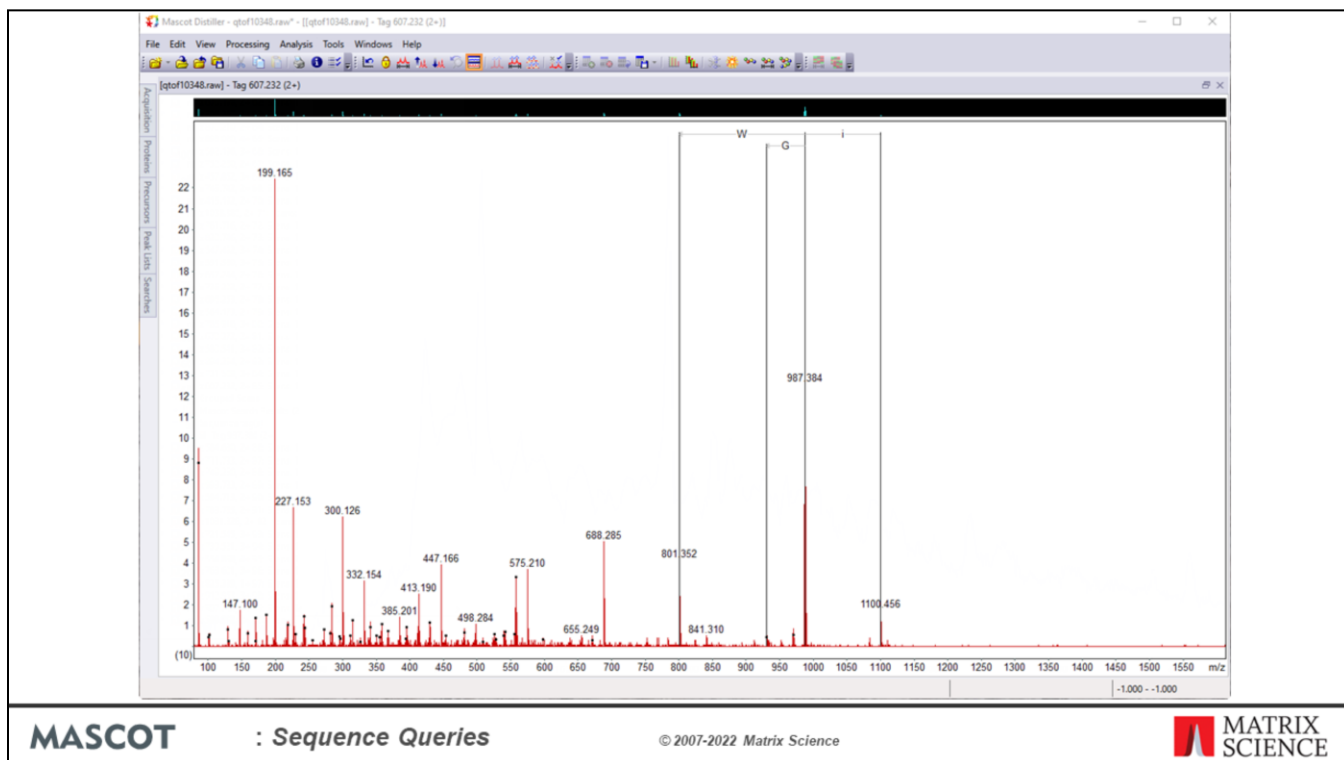 Mascot Distiller - qtof10348.raw* - [[qtof10348.raw] - Tag 607.232 (2+)]
File Edit View Processing Analysis Tools Windows Help
[qtof10348.raw] - Tag 607.232 (2+)
Acquisition
Proteins
Precursors
Peak Lists
Searches
W
i
G
199.165
22
21
20
19
18
17
16
15
14
13
12
11
10
9
8
7
6
5
4
3
2
1
(10)
987.384
227.153
300.126
688.285
801.352
447.166
575.210
332.154
413.190
147.100
385.201
498.284
1100.456
655.249
841.310
100 150 200 250 300 350 400 450 500 550 600 650 700 750 800 850 900 950 1000 1050 1100 1150 1200 1250 1300 1350 1400 1450 1500 1550 m/z
-1.000 - -1.000
MASCOT : Sequence Queries © 2007-2022 Matrix Science
MATRIX
SCIENCE